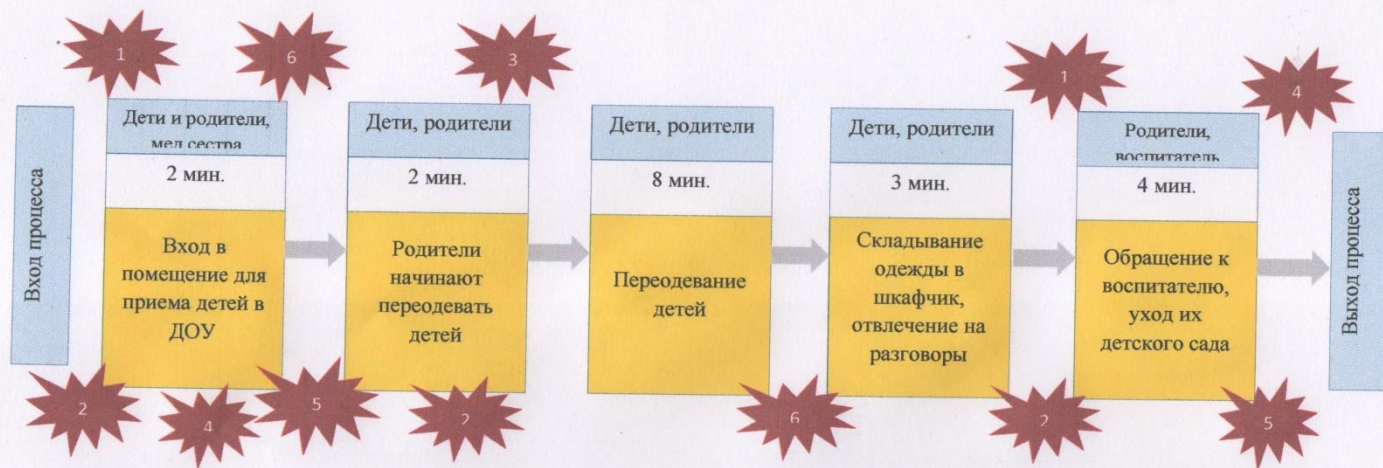 1
6
3
1
4
Вход процесса
Дети и родители,
мед сестра
2 мин.
Вход в
помещение для
приема детей в
ДОУ
Дети, родители
2 мин.
Родители
начинают
переодевать
детей
Дети, родители
8 мин.
Переодевание
детей
Дети, родители
3 мин.
Складывание
одежды в
шкафчик,
отвлечение на
разговоры
Родители,
воспитатель
4 мин.
Обращение к
воспитателю,
уход их
детского сада
Выход процесса
2
4
5
2
6
2
5